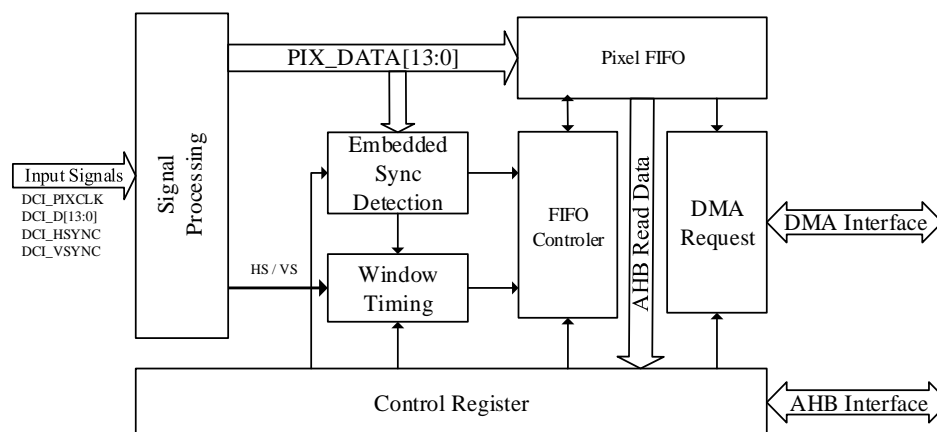 PIX_DATA[13:0]
Pixel FIFO
Signal
Processing
Input Signals
DCI_PIXCLK
DCI_D[13:0]
DCI_HSYNC
DCI_VSYNC
Embedded
Sync
Detection
FIFO
Controler
AHB Read Data
DMA
Request
DMA Interface
HS / VS
Window
Timing
Control Register
AHB Interface